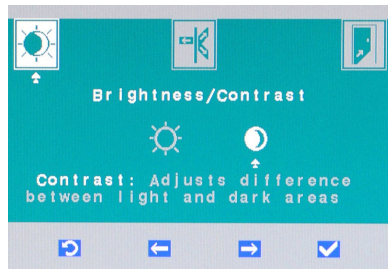 Brightness/Contrast
Contrast: Adjusts difference
between light and dark areas